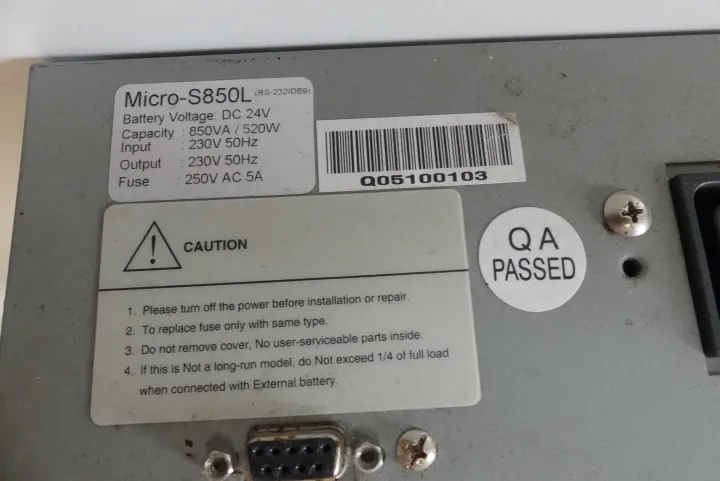 Micro-S850L (RS-232/DB9)
Battery Voltage: DC 24V
Capacity : 850VA / 520W
Input : 230V 50Hz
Output : 230V 50Hz
Fuse : 250V AC 5A
Q05100103
CAUTION
1. Please turn off the power before installation or repair.
2. To replace fuse only with same type.
3. Do not remove cover, No user-serviceable parts inside.
4. If this is Not a long-run model, do Not exceed 1/4 of full load
when connected with External battery.
QA
PASSED